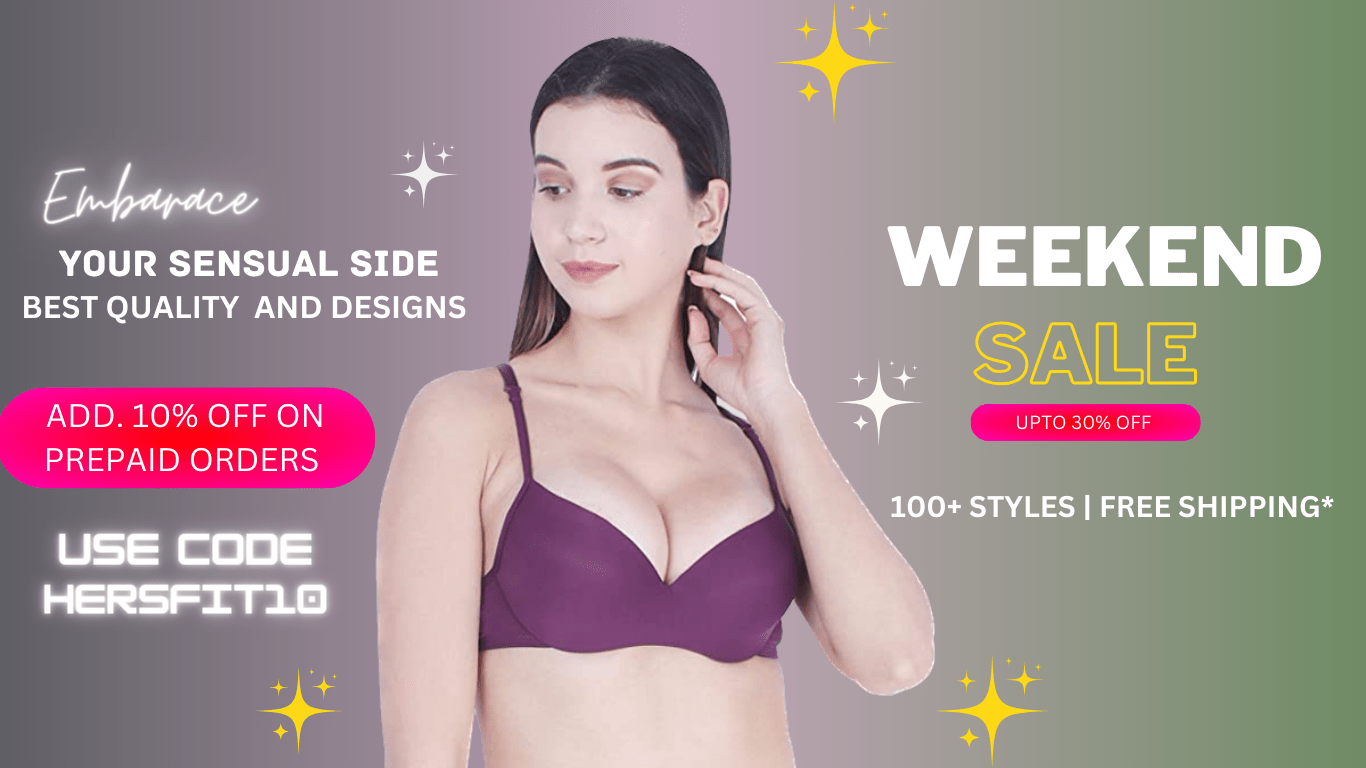 Embarace
YOUR SENSUAL SIDE
BEST QUALITY AND DESIGNS
ADD. 10% OFF ON
PREPAID ORDERS
USE CODE
HERSFIT10
WEEKEND
SALE
UPTO 30% OFF
100+ STYLES | FREE SHIPPING*